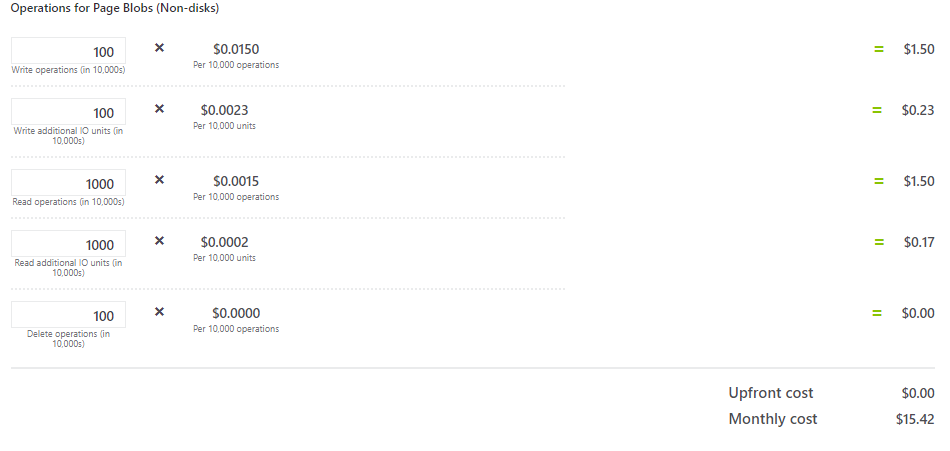 Operations for Page Blobs (Non-disks)
100 × $0.0150 = $1.50
Write operations (in 10,000s) Per 10,000 operations
100 × $0.0023 = $0.23
Write additional IO units (in Per 10,000 units
10,000s)
1000 × $0.0015 = $1.50
Read operations (in 10,000s) Per 10,000 operations
1000 × $0.0002 = $0.17
Read additional IO units (in Per 10,000 units
10,000s)
100 × $0.0000 = $0.00
Delete operations (in Per 10,000 operations
10,000s)
Upfront cost $0.00
Monthly cost $15.42